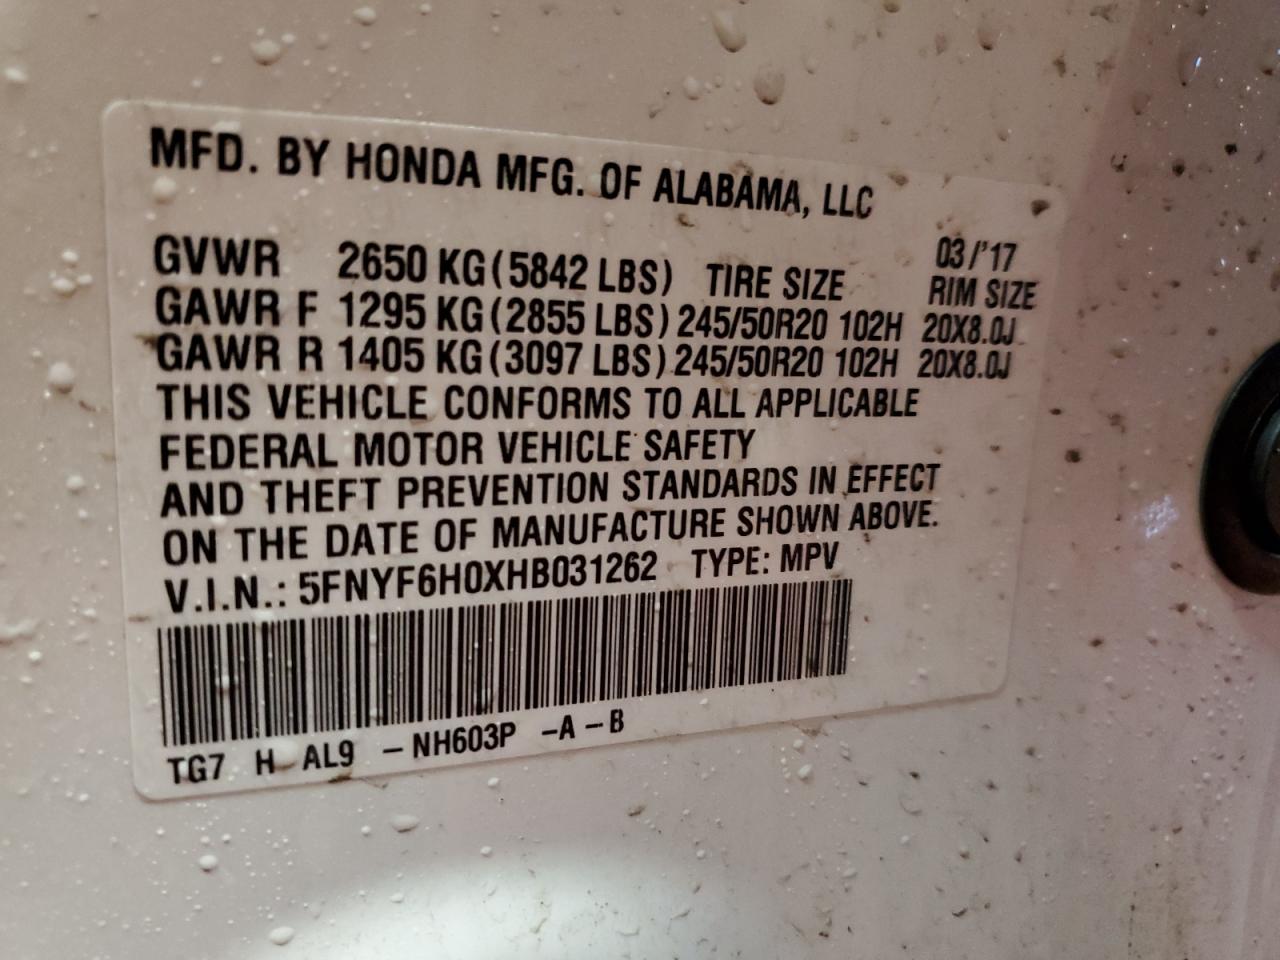 MFD. BY HONDA MFG. OF ALABAMA, LLC
03/'17
GVWR 2650 KG (5842 LBS) TIRE SIZE RIM SIZE
GAWR F 1295 KG (2855 LBS) 245/50R20 102H 20X8.0J
GAWR R 1405 KG (3097 LBS) 245/50R20 102H 20X8.0J
THIS VEHICLE CONFORMS TO ALL APPLICABLE
FEDERAL MOTOR VEHICLE SAFETY
AND THEFT PREVENTION STANDARDS IN EFFECT
ON THE DATE OF MANUFACTURE SHOWN ABOVE.
V.I.N.: 5FNYF6H0XHB031262 TYPE: MPV
TG7 H AL9 –NH603P –A –B